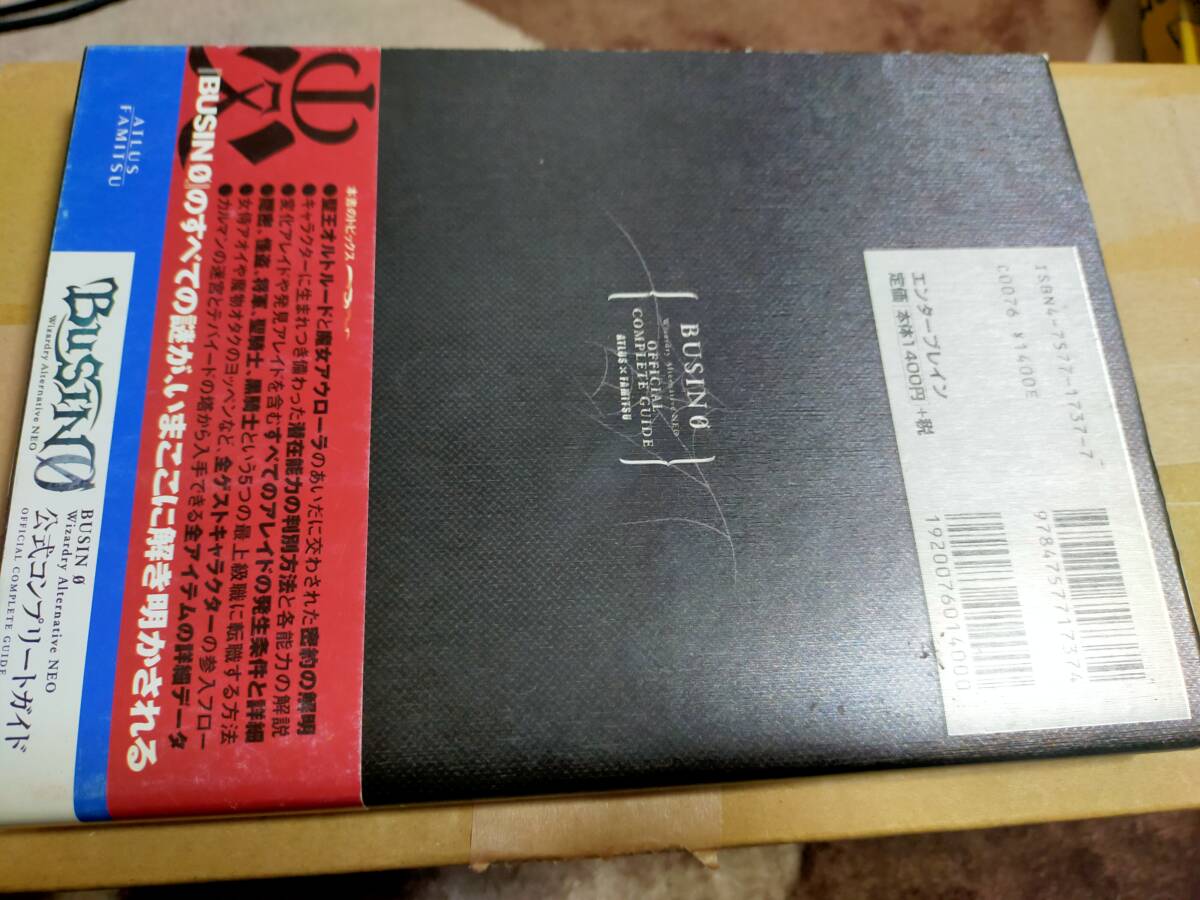 ISBN4-7577-1737-7
C0076 ¥1400E
エンターブレイン
定価 本体1400円+税
9784757717374
1920076014000
BUSIN 0
Wizardry Alternative NEO
OFFICIAL
COMPLETE GUIDE
ATLUS×FAMITSU
本書のトピックス
●聖王オルトルードと魔女アウローラのあいだに交わされた密約の解明
●キャラクターに生まれつき備わった潜在能力の判別方法と各能力の解説
●変化アレイドや発見アレイドを含むすべてのアレイドの発生条件と詳細
●隠密、怪盗、将軍、聖騎士、黒騎士という5つの最上級職に転職する方法
●女侍アオイや魔物オタクのヨッペンなど、全ゲストキャラクターの参入フロー
●カルマンの迷宮とテバイードの塔から入手できる全アイテムの詳細データ
『BUSIN 0』のすべての謎が、いまここに解き明かされる
ATLUS
FAMITSU
BUSIN 0
Wizardry Alternative NEO
BUSIN 0
Wizardry Alternative NEO
公式コンプリートガイド
OFFICIAL COMPLETE GUIDE